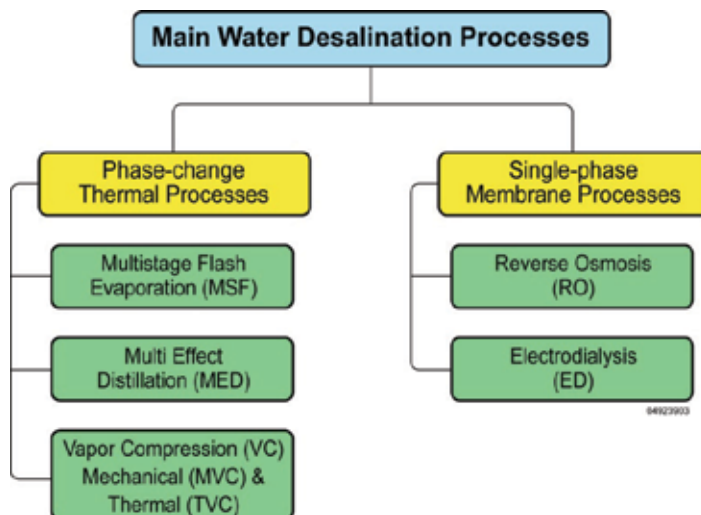 Main Water Desalination Processes
Phase-change
Thermal Processes
Multistage Flash
Evaporation (MSF)
Multi Effect
Distillation (MED)
Vapor Compression (VC)
Mechanical (MVC) &
Thermal (TVC)
Single-phase
Membrane Processes
Reverse Osmosis
(RO)
Electrodialysis
(ED)
64923903